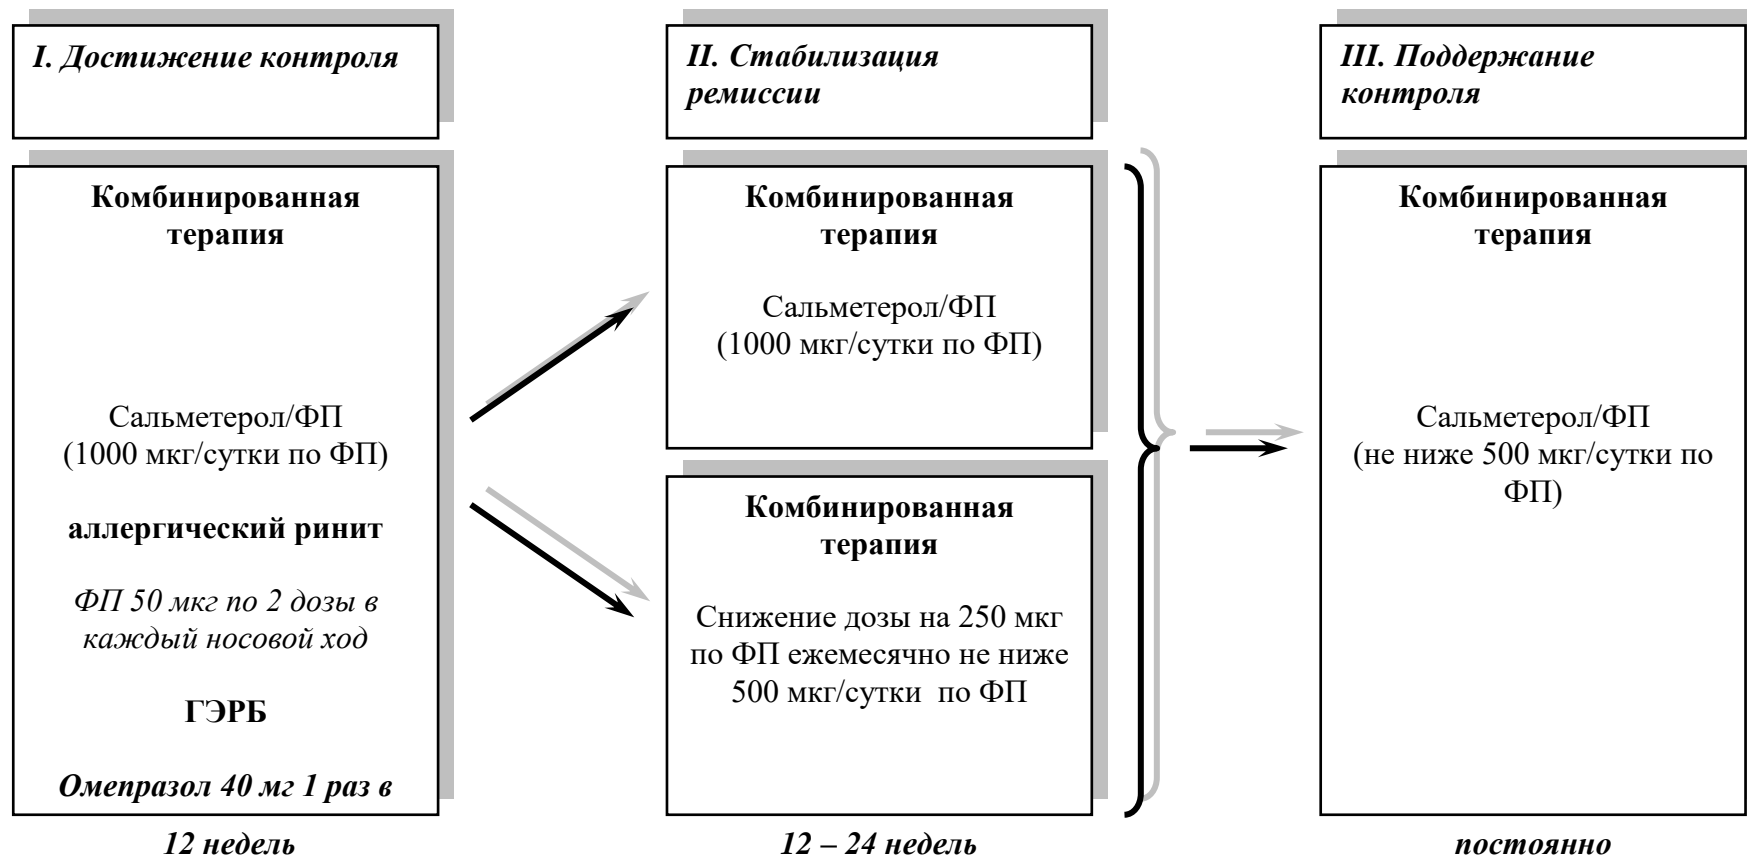 I. Достижение контроля
II. Стабилизация
ремиссии
III. Поддержание
контроля
Комбинированная
терапия
Сальметерол/ФП
(1000 мкг/сутки по ФП)
аллергический ринит
ФП 50 мкг по 2 дозы в
каждый носовой ход
ГЭРБ
Омепразол 40 мг 1 раз в
12 недель
Комбинированная
терапия
Сальметерол/ФП
(1000 мкг/сутки по ФП)
Комбинированная
терапия
Снижение дозы на 250 мкг
по ФП ежемесячно не ниже
500 мкг/сутки  по ФП
12 – 24 недель
Комбинированная
терапия
Сальметерол/ФП
(не ниже 500 мкг/сутки по
ФП)
постоянно